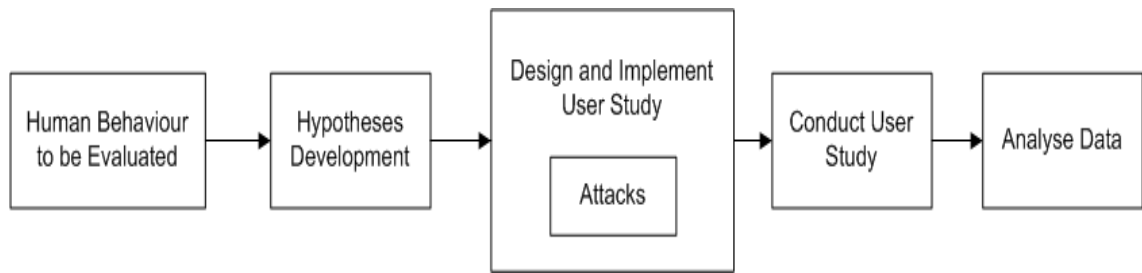 Human Behaviour
to be Evaluated
Hypotheses
Development
Design and Implement
User Study
Attacks
Conduct User
Study
Analyse Data